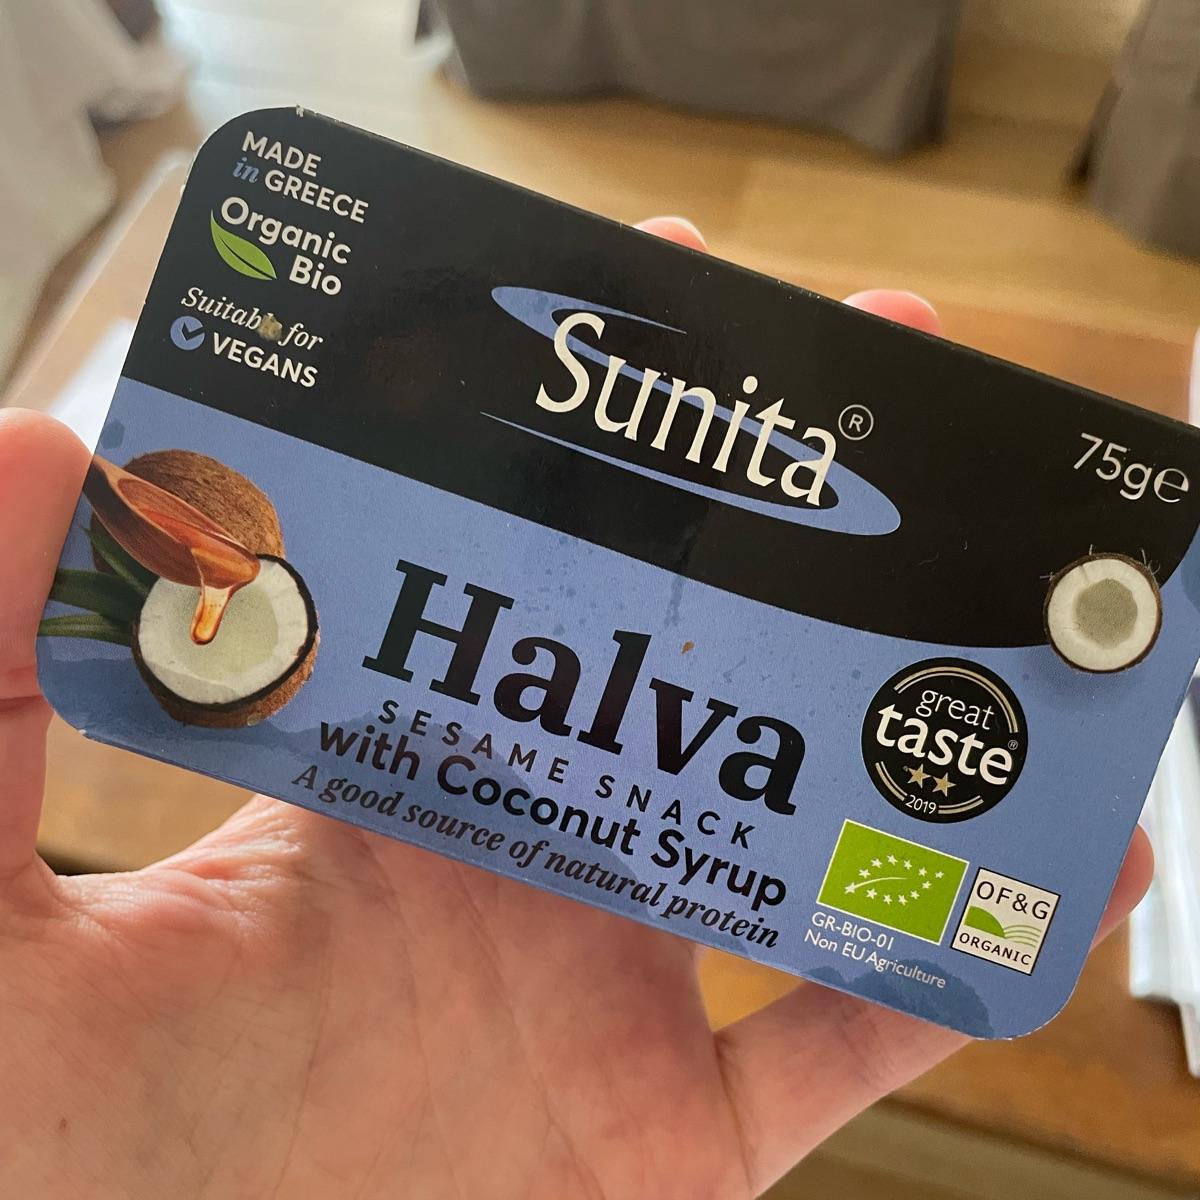 MADE
in GREECE
Organic
Bio
Suitable for
VEGANS
Sunita®
75g℮
Halva
SESAME SNACK
with Coconut Syrup
A good source of natural protein
great
taste®
2019
GR-BIO-01
Non EU Agriculture
OF&G
ORGANIC